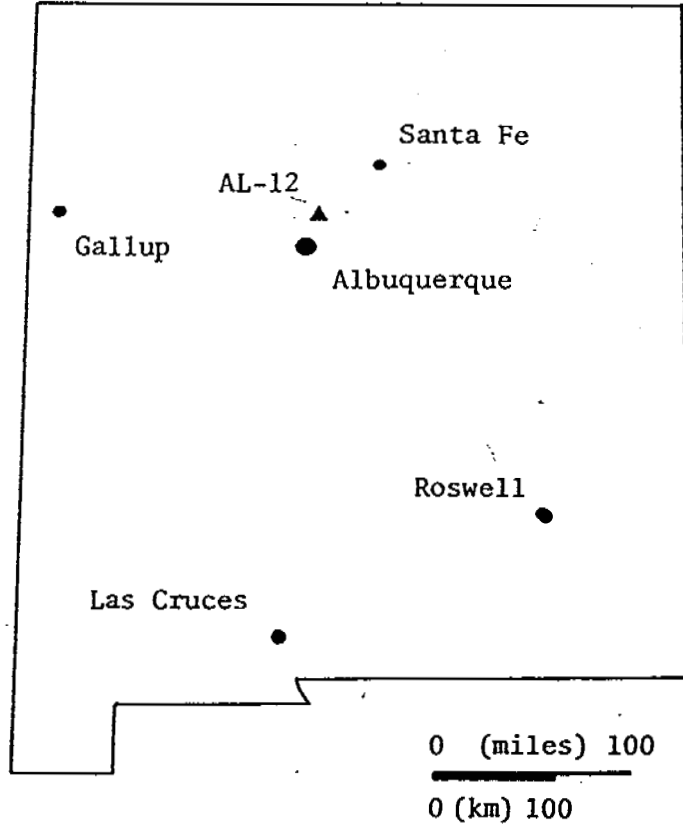 Santa Fe
AL-12
Gallup
Albuquerque
Roswell
Las Cruces
0 (miles) 100
0 (km) 100